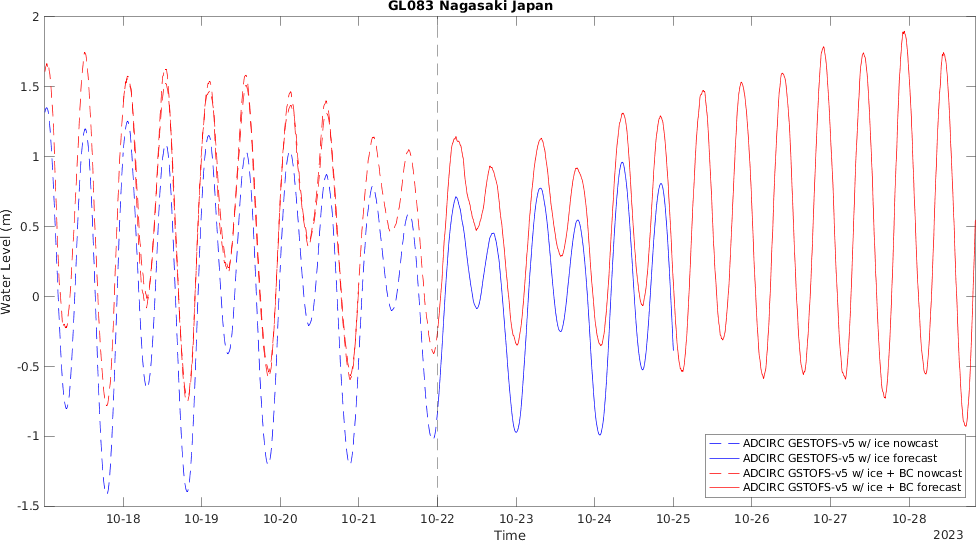 GL083 Nagasaki Japan
2
1.5
1
0.5
0
-0.5
-1
-1.5
Water Level (m)
ADCIRC GESTOFS-v5 w/ ice nowcast
ADCIRC GESTOFS-v5 w/ ice forecast
ADCIRC GSTOFS-v5 w/ ice + BC nowcast
ADCIRC GSTOFS-v5 w/ ice + BC forecast
10-18 10-19 10-20 10-21 10-22 10-23 10-24 10-25 10-26 10-27 10-28
Time 2023